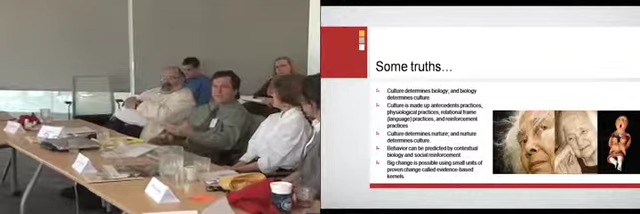 Some truths...
Culture determines biology; and biology
determines culture
Culture is made up antecedents practices,
physiological practices, relational frame
(language) practices, and reinforcement
practices
Culture determines nurture; and nurture
determines culture.
Behavior can be predicted by contextual
biology and social reinforcement
Big change is possible using small units of
proven change called evidence-based
kernels